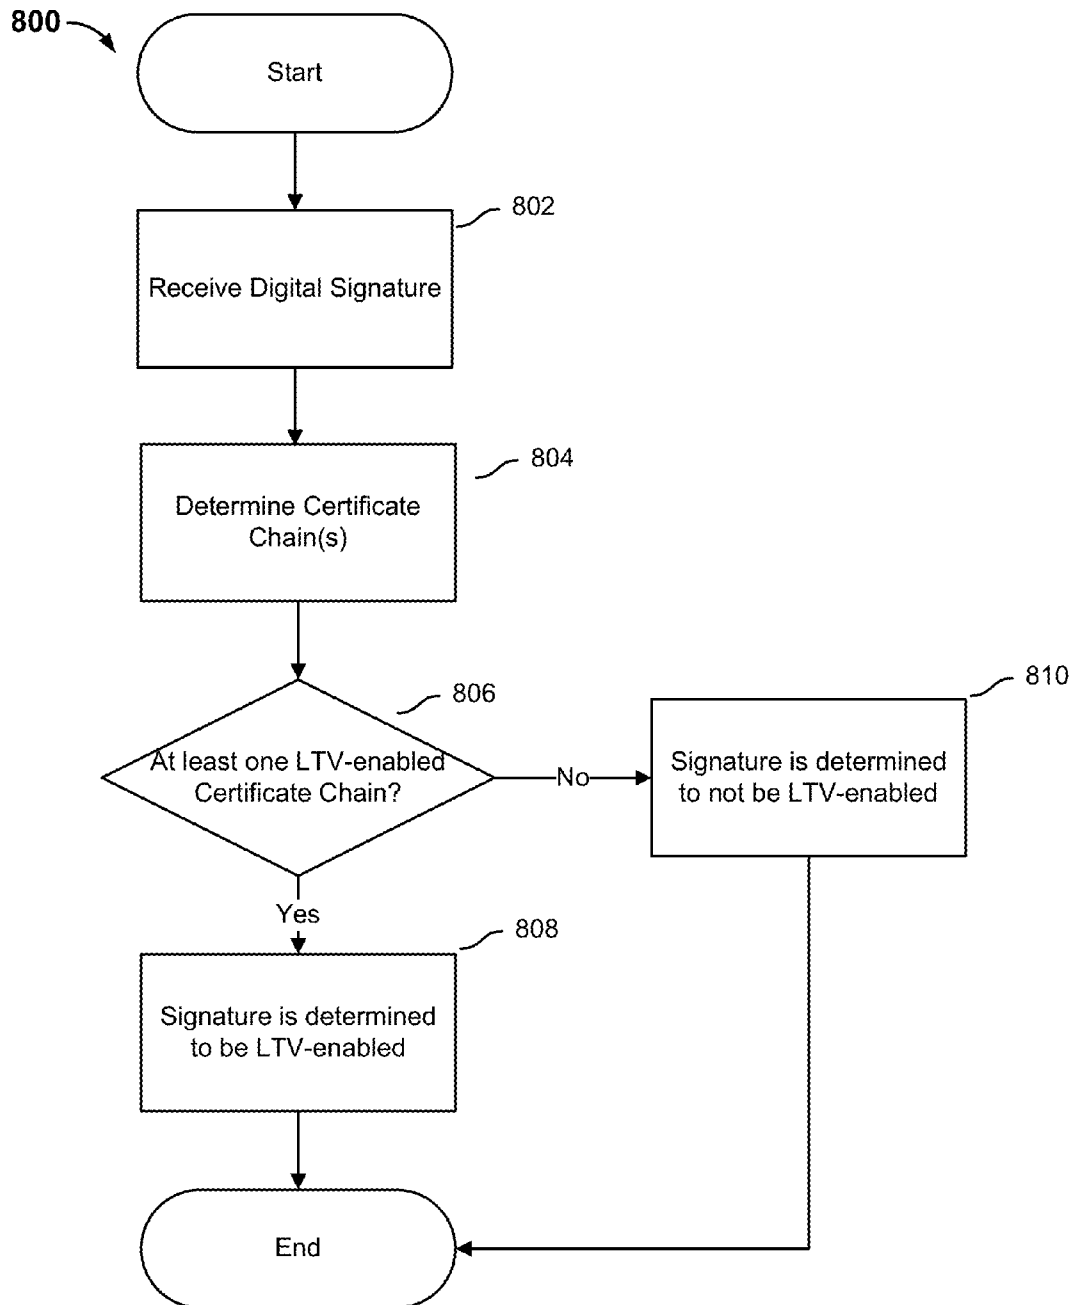 800
Start
802
Receive Digital Signature
804
Determine Certificate
Chain(s)
806
At least one LTV-enabled
Certificate Chain?
No
810
Signature is determined
to not be LTV-enabled
Yes
808
Signature is determined
to be LTV-enabled
End